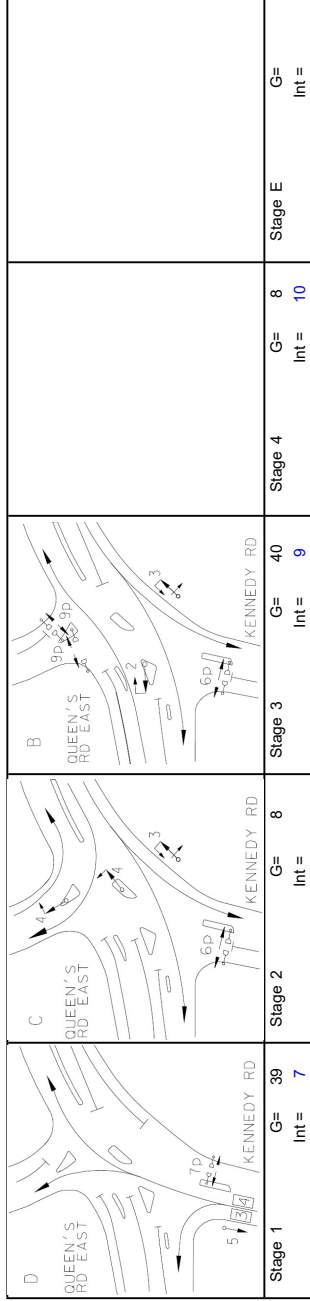 D
QUEEN'S
RD EAST
7p
5
3 4
KENNEDY RD
Stage 1 G= 39
Int = 7
C
4
QUEEN'S
RD EAST
4
3
6p
KENNEDY RD
Stage 2 G= 8
Int =
B
9p
9p
QUEEN'S
RD EAST
2
3
6p
KENNEDY RD
Stage 3 G= 40
Int = 9
Stage 4 G= 8
Int = 10
Stage E G=
Int =